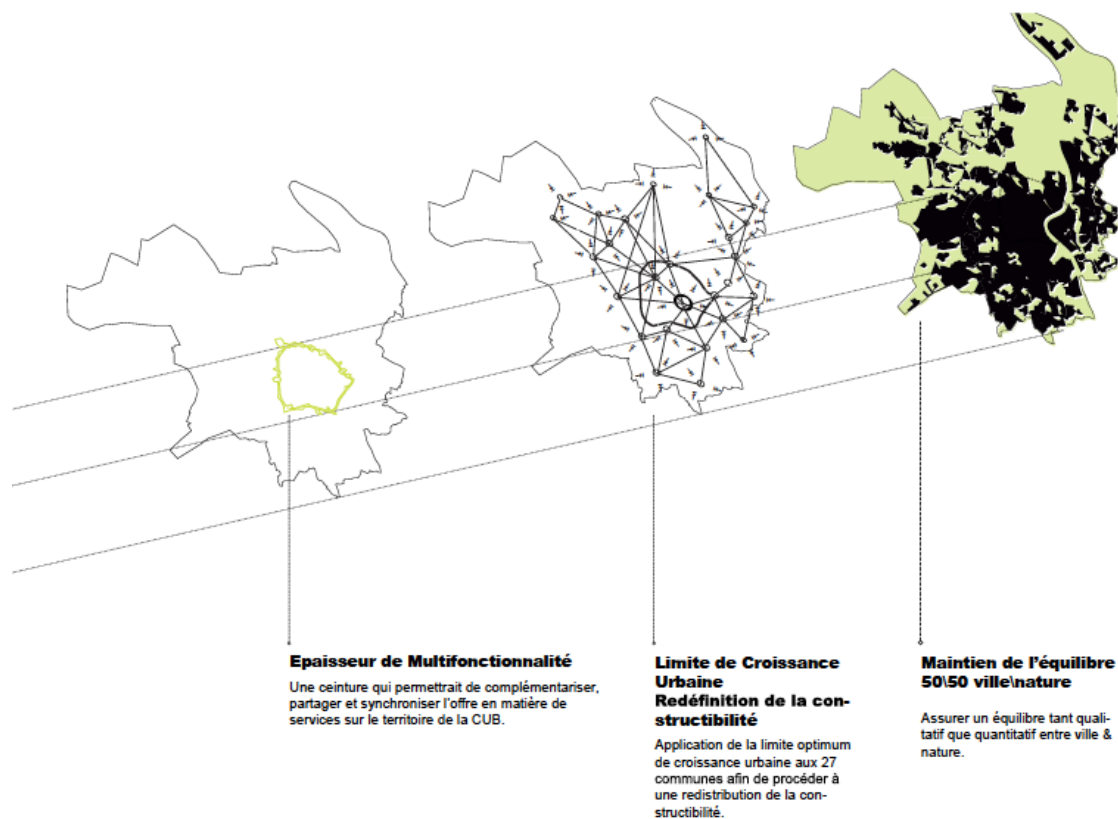 Epaisseur de Multifonctionnalité
Une ceinture qui permettrait de complémentariser,
partager et synchroniser l'offre en matière de
services sur le territoire de la CUB.
Limite de Croissance
Urbaine
Redéfinition de la con-
structibilité
Application de la limite optimum
de croissance urbaine aux 27
communes afin de procéder à
une redistribution de la con-
structibilité.
Maintien de l'équilibre
50\50 ville\nature
Assurer un équilibre tant quali-
tatif que quantitatif entre ville &
nature.